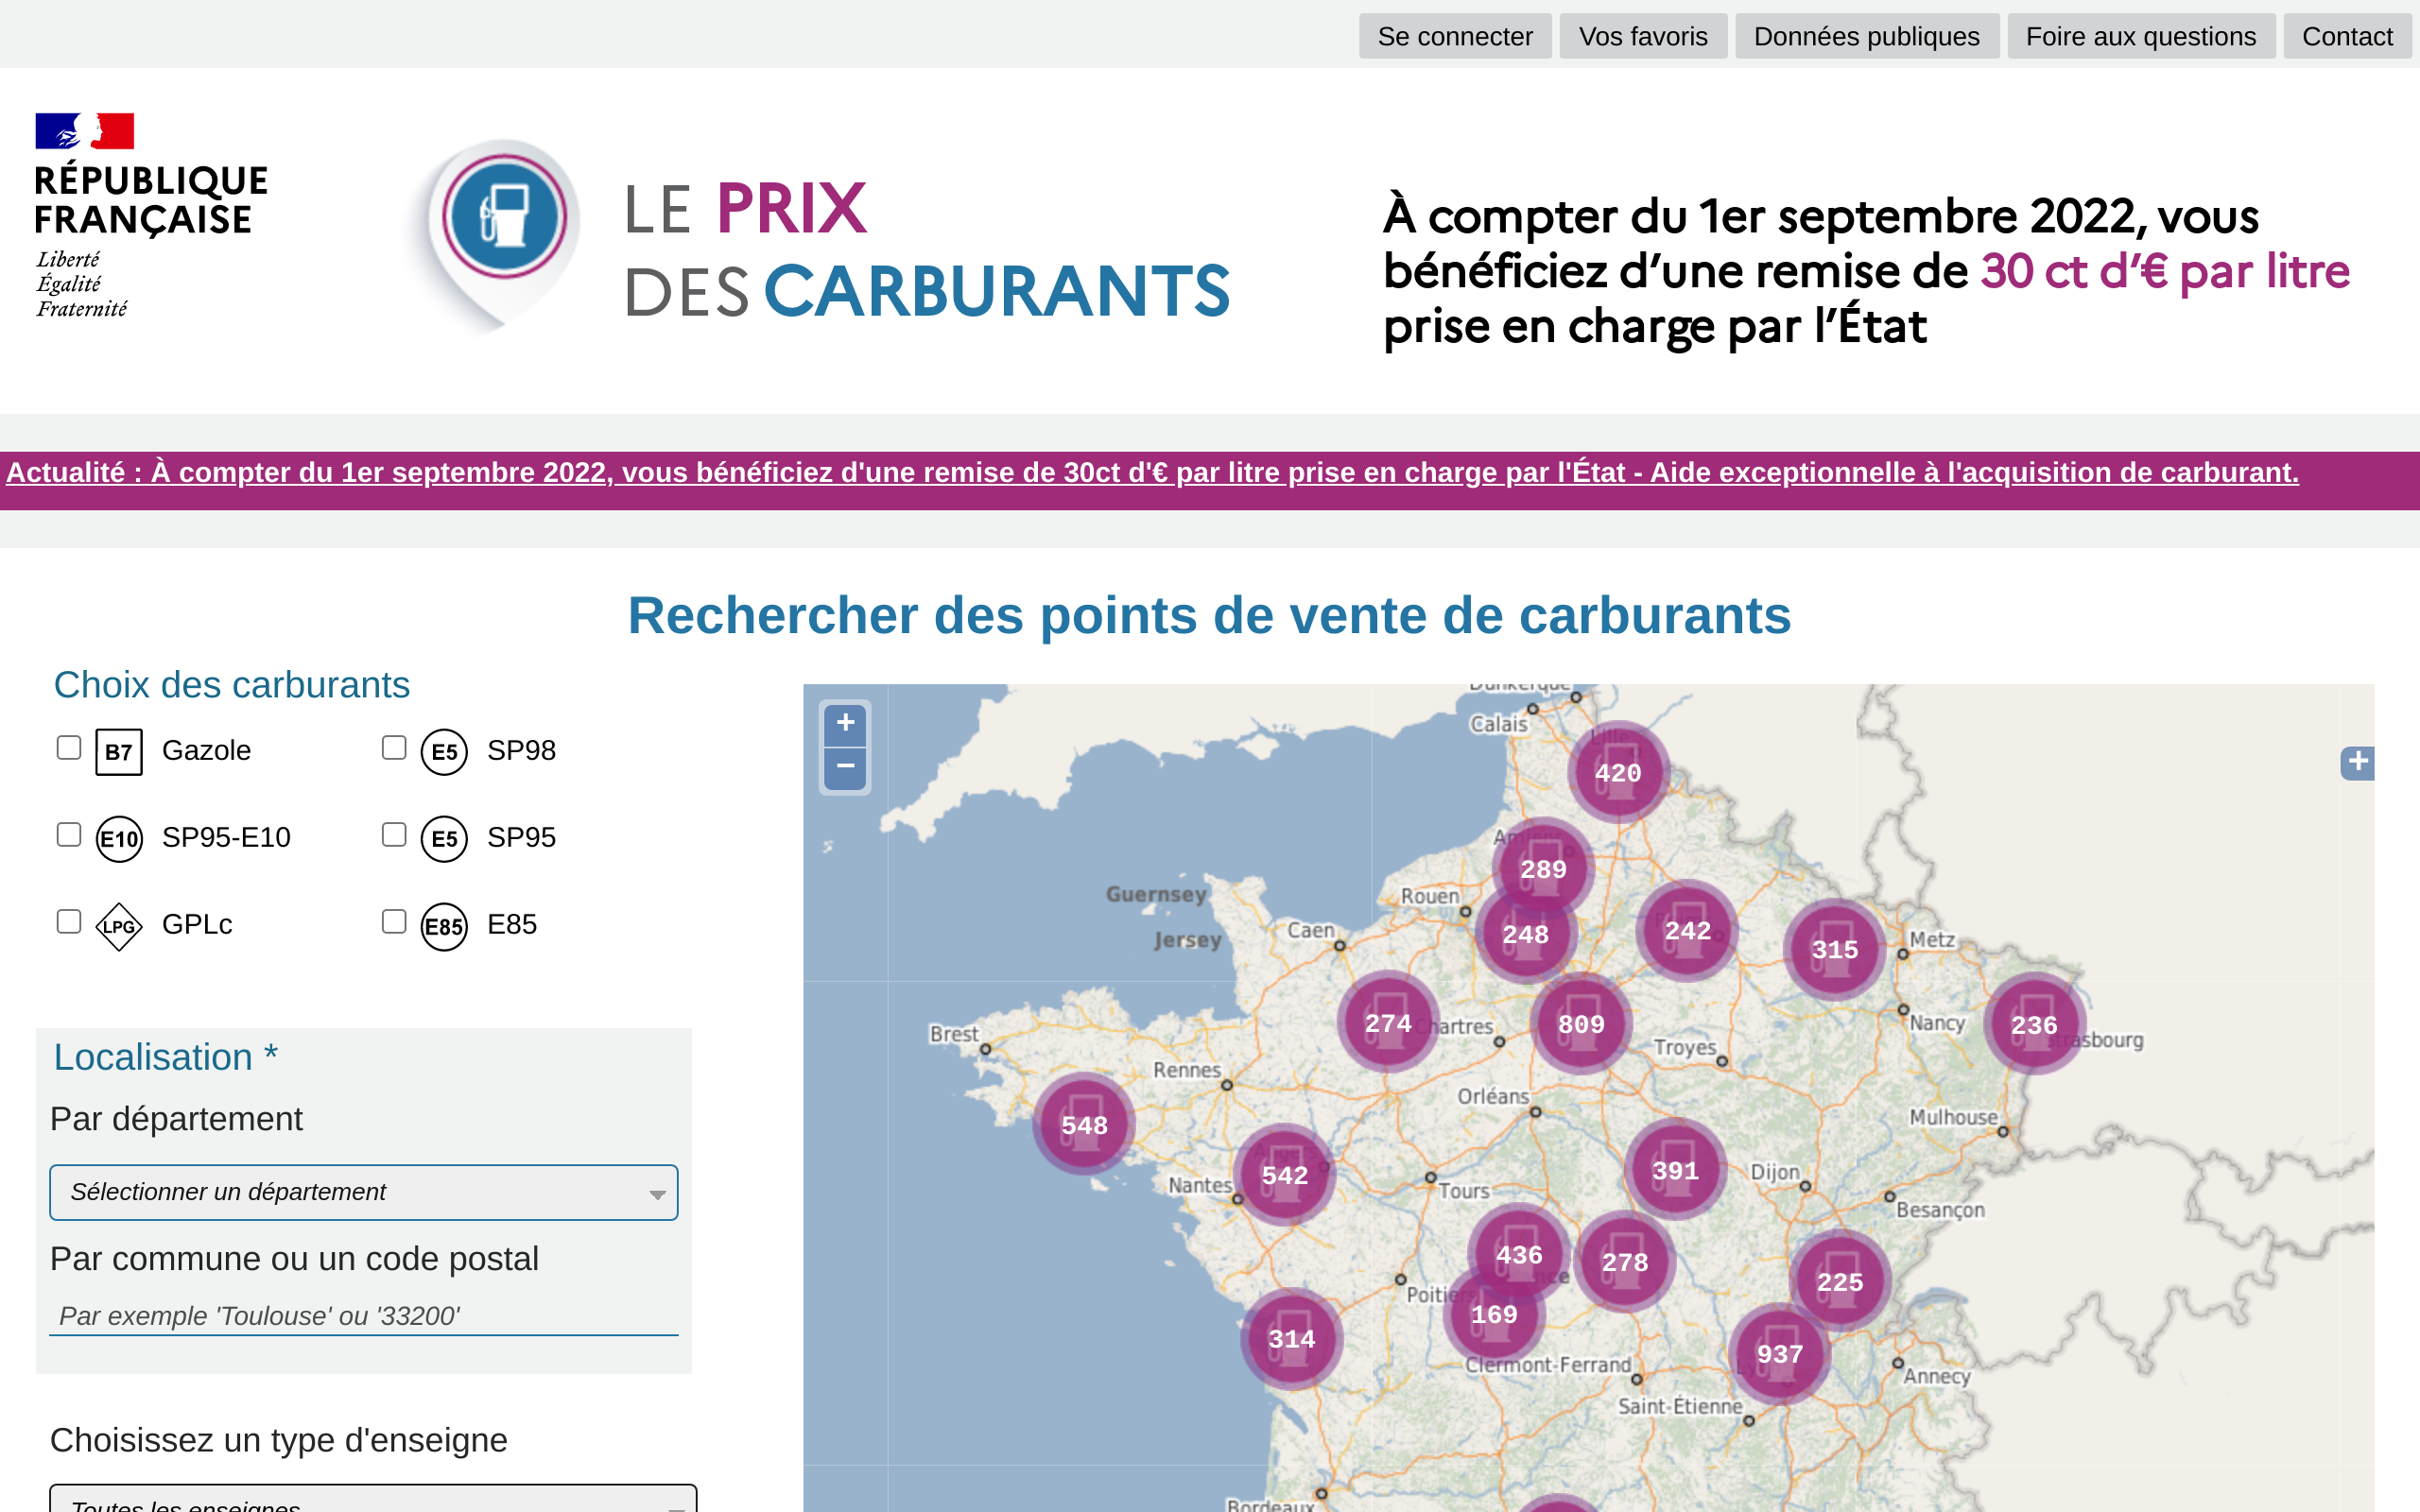 Se connecter
Vos favoris
Données publiques
Foire aux questions
Contact
RÉPUBLIQUE
FRANÇAISE
Liberté
Égalité
Fraternité
LE PRIX
DES CARBURANTS
À compter du 1er septembre 2022, vous
bénéficiez d’une remise de 30 ct d’€ par litre
prise en charge par l’État
Actualité : À compter du 1er septembre 2022, vous bénéficiez d'une remise de 30ct d'€ par litre prise en charge par l'État - Aide exceptionnelle à l'acquisition de carburant.
Rechercher des points de vente de carburants
Choix des carburants
B7 Gazole
E5 SP98
E10 SP95-E10
E5 SP95
LPG GPLc
E85 E85
Localisation *
Par département
Sélectionner un département
Par commune ou un code postal
Par exemple 'Toulouse' ou '33200'
Choisissez un type d'enseigne
Toutes les enseignes
+
−
+
Dunkerque
Calais
Lille
420
Amiens
289
Guernsey
Rouen
Jersey
Caen
248
242
315
Metz
274
Chartres
809
Nancy
236
Strasbourg
Brest
Troyes
Rennes
Orléans
548
Mulhouse
Angers
542
391
Dijon
Nantes
Tours
Besançon
436
278
225
Poitiers
169
314
937
Clermont-Ferrand
Annecy
Saint-Étienne
Bordeaux